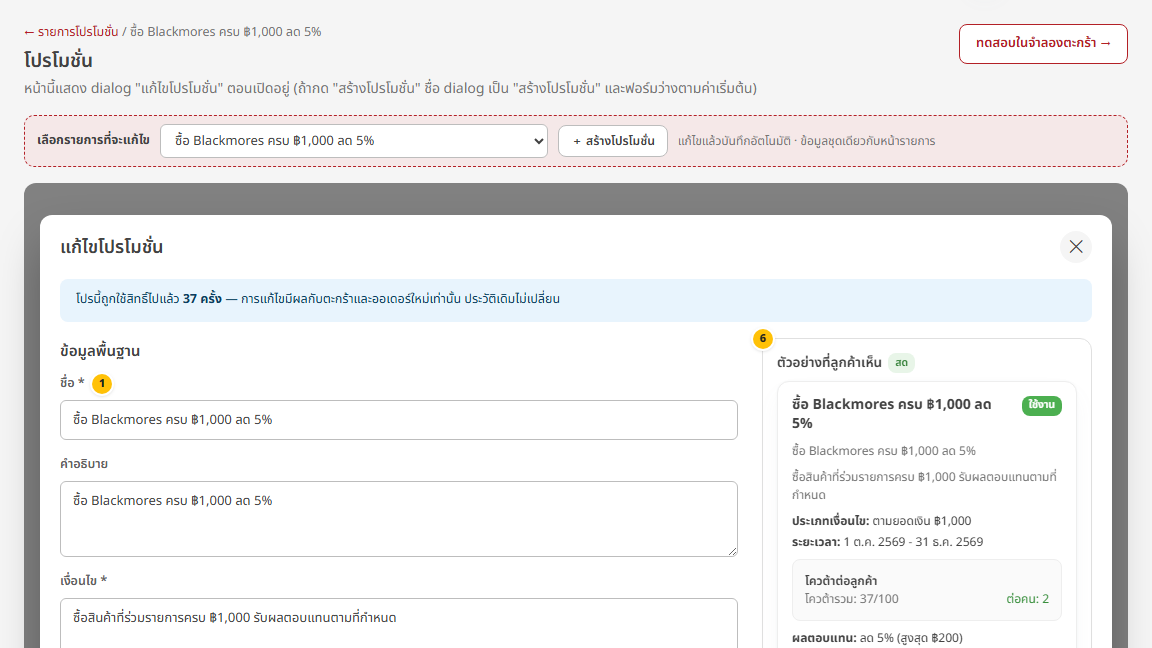 ← รายการโปรโมชั่น / ซื้อ Blackmores ครบ ฿1,000 ลด 5%
โปรโมชั่น
หน้านี้แสดง dialog "แก้ไขโปรโมชั่น" ตอนเปิดอยู่ (ถ้ากด "สร้างโปรโมชั่น" ชื่อ dialog เป็น "สร้างโปรโมชั่น" และฟอร์มว่างตามค่าเริ่มต้น)
ทดสอบในจำลองตะกร้า →
เลือกรายการที่จะแก้ไข
ซื้อ Blackmores ครบ ฿1,000 ลด 5%
+ สร้างโปรโมชั่น
แก้ไขแล้วบันทึกอัตโนมัติ · ข้อมูลชุดเดียวกับหน้ารายการ
แก้ไขโปรโมชั่น
โปรนี้ถูกใช้สิทธิ์ไปแล้ว 37 ครั้ง — การแก้ไขมีผลกับตะกร้าและออเดอร์ใหม่เท่านั้น ประวัติเดิมไม่เปลี่ยน
ข้อมูลพื้นฐาน
ชื่อ * 1
ซื้อ Blackmores ครบ ฿1,000 ลด 5%
คำอธิบาย
ซื้อ Blackmores ครบ ฿1,000 ลด 5%
เงื่อนไข *
ซื้อสินค้าที่ร่วมรายการครบ ฿1,000 รับผลตอบแทนตามที่กำหนด
6
ตัวอย่างที่ลูกค้าเห็น สด
ซื้อ Blackmores ครบ ฿1,000 ลด
5%
ใช้งาน
ซื้อ Blackmores ครบ ฿1,000 ลด 5%
ซื้อสินค้าที่ร่วมรายการครบ ฿1,000 รับผลตอบแทนตามที่
กำหนด
ประเภทเงื่อนไข: ตามยอดเงิน ฿1,000
ระยะเวลา: 1 ต.ค. 2569 - 31 ธ.ค. 2569
โควต้าต่อลูกค้า
โควต้ารวม: 37/100 ต่อคน: 2
ผลตอบแทน: ลด 5% (สูงสุด ฿200)